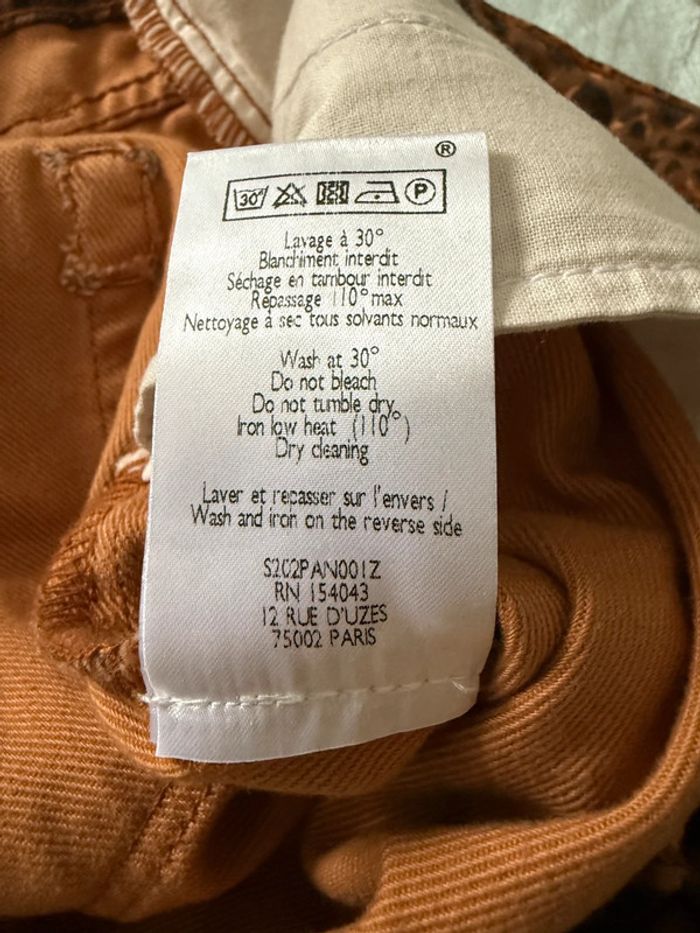 ®
30° P
Lavage à 30°
Blanchiment interdit
Séchage en tambour interdit
Repassage 110° max
Nettoyage à sec tous solvants normaux
Wash at 30°
Do not bleach
Do not tumble dry
Iron low heat (110°)
Dry cleaning
Laver et repasser sur l'envers /
Wash and iron on the reverse side
S202PAN001Z
RN 154043
12 RUE D'UZES
75002 PARIS